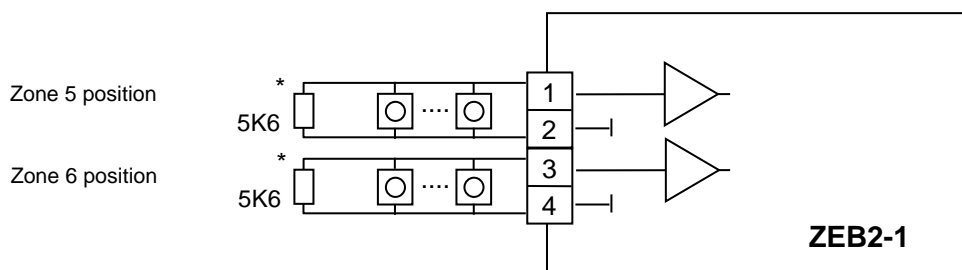 Zone 5 position
*
5K6
....
1
2
Zone 6 position
*
5K6
....
3
4
ZEB2-1